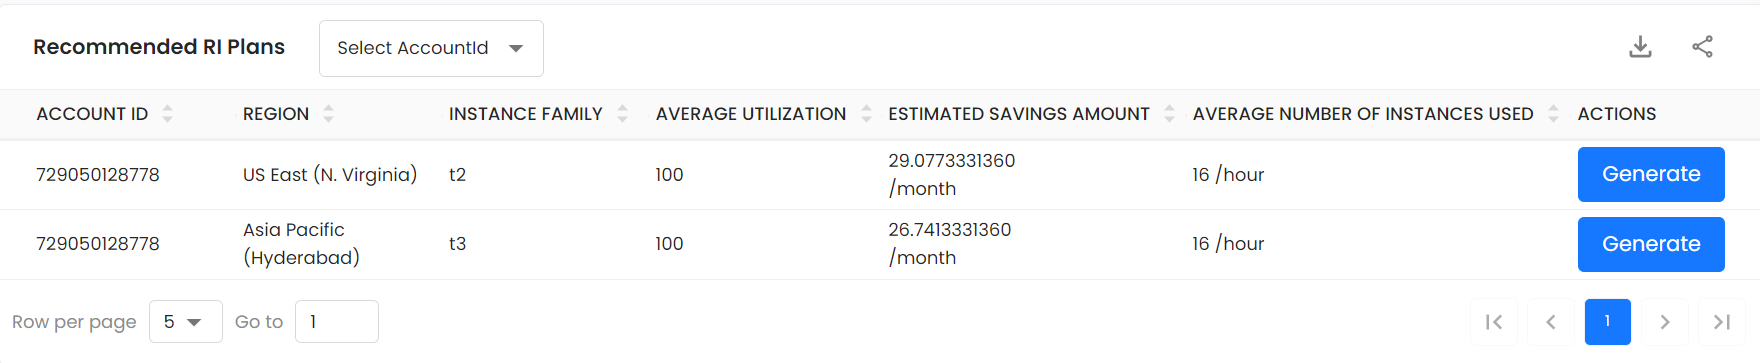 Recommended RI Plans Select AccountId
ACCOUNT ID REGION INSTANCE FAMILY AVERAGE UTILIZATION ESTIMATED SAVINGS AMOUNT AVERAGE NUMBER OF INSTANCES USED ACTIONS
729050128778 US East (N. Virginia) t2 100 29.0773331360 /month 16 /hour Generate
729050128778 Asia Pacific (Hyderabad) t3 100 26.7413331360 /month 16 /hour Generate
Row per page 5 Go to 1 1